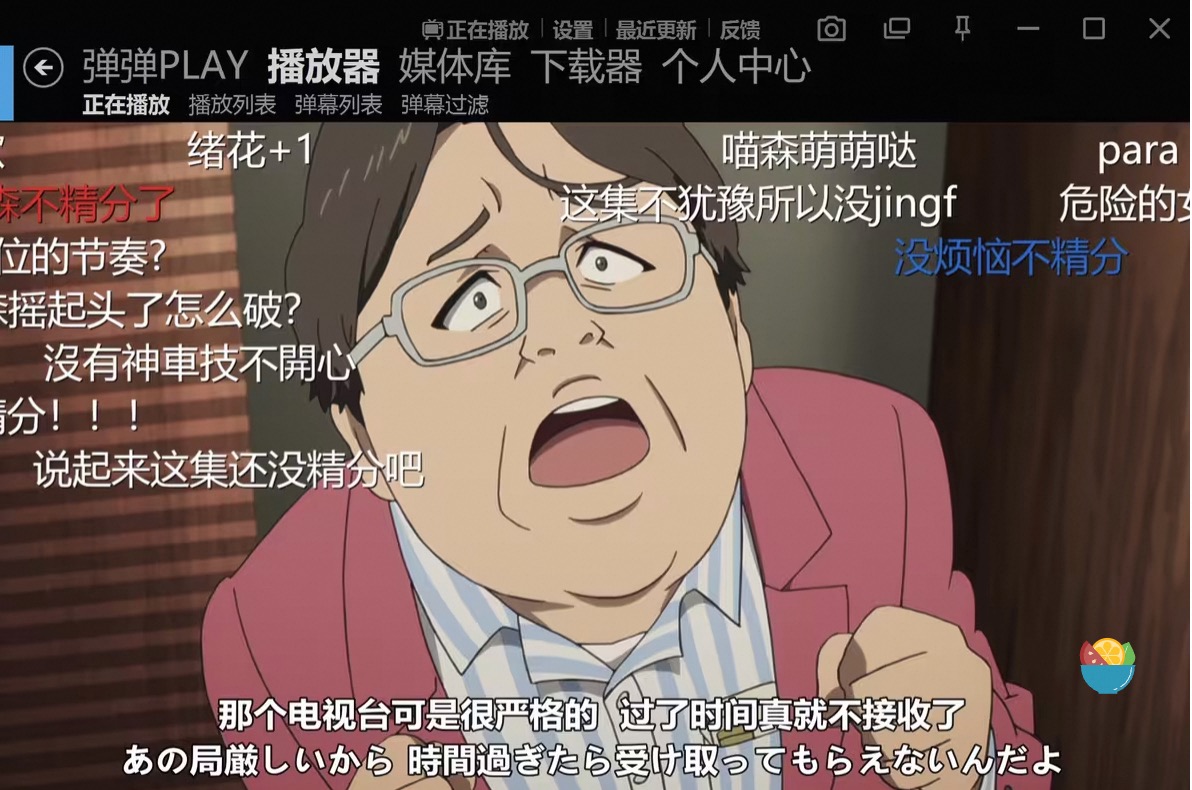 正在播放 设置 最近更新 反馈
弹弹PLAY 播放器 媒体库 下载器 个人中心
正在播放 播放列表 弹幕列表 弹幕过滤
绪花+1 喵森萌萌哒 para
森不精分了 这集不犹豫所以没jingf 危险的女
位的节奏?
没烦恼不精分
摇起头了怎么破?
沒有神車技不開心
精分！！！
说起来这集还没精分吧
那个电视台可是很严格的 过了时间真就不接收了
あの局厳しいから 時間過ぎたら受け取ってもらえないんだよ